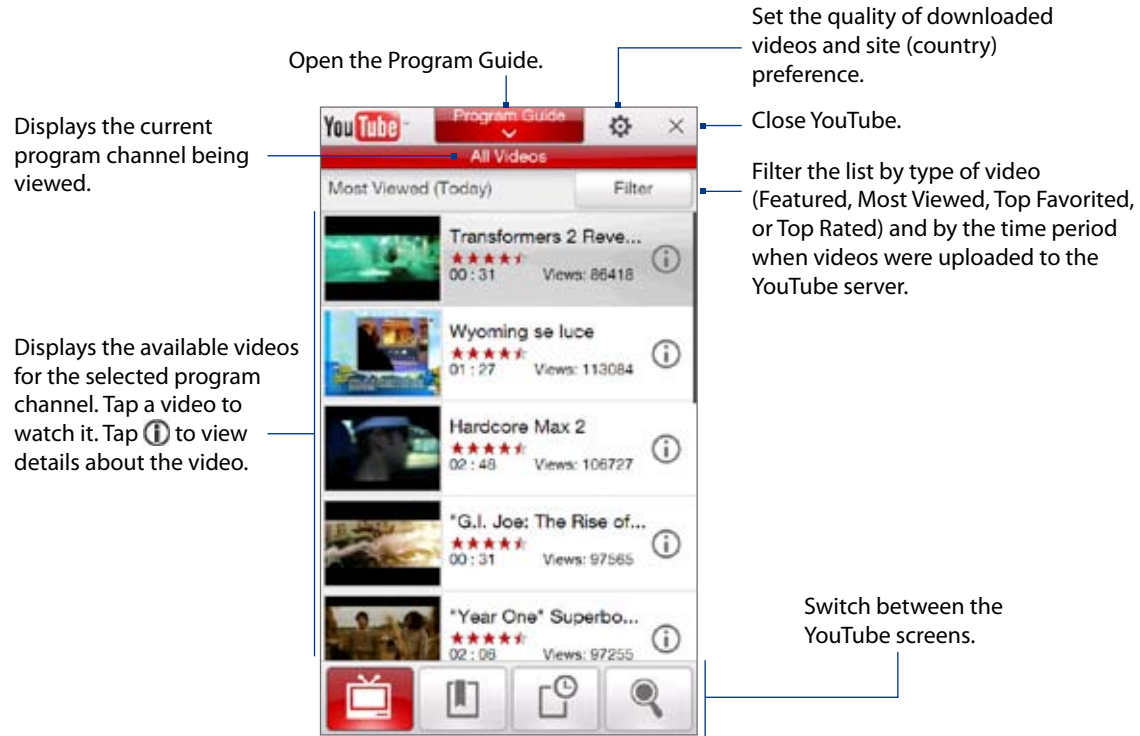 Set the quality of downloaded
videos and site (country)
preference.
Open the Program Guide.
Close YouTube.
Displays the current
program channel being
viewed.
Filter the list by type of video
(Featured, Most Viewed, Top Favorited,
or Top Rated) and by the time period
when videos were uploaded to the
YouTube server.
Displays the available videos
for the selected program
channel. Tap a video to
watch it. Tap to view
details about the video.
Switch between the
YouTube screens.
YouTube
Program Guide
All Videos
Most Viewed (Today) Filter
Transformers 2 Reve...
00 : 31 Views: 86418
Wyoming se luce
01 : 27 Views: 113084
Hardcore Max 2
02 : 48 Views: 106727
"G.I. Joe: The Rise of...
00 : 31 Views: 97565
"Year One" Superbo...
02 : 08 Views: 97255